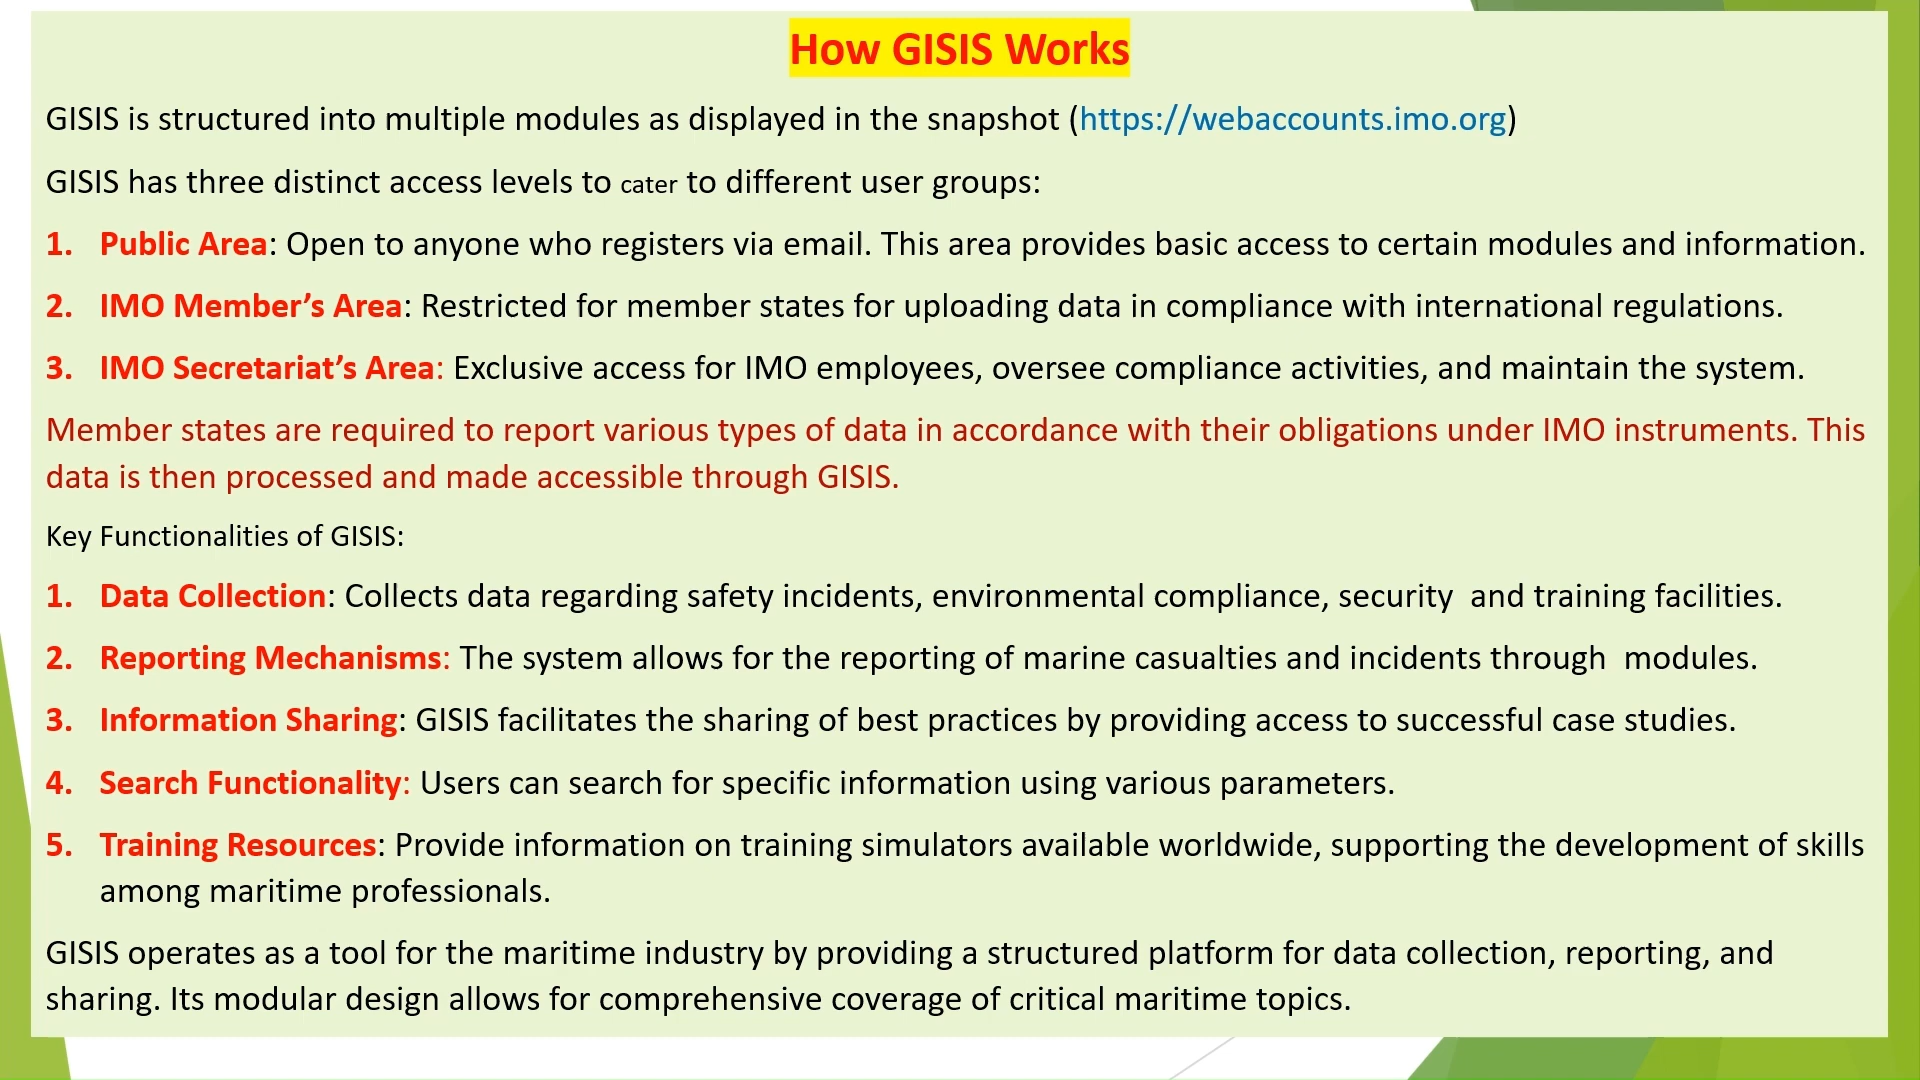 How GISIS Works
GISIS is structured into multiple modules as displayed in the snapshot (https://webaccounts.imo.org)
GISIS has three distinct access levels to cater to different user groups:
1. Public Area: Open to anyone who registers via email. This area provides basic access to certain modules and information.
2. IMO Member’s Area: Restricted for member states for uploading data in compliance with international regulations.
3. IMO Secretariat’s Area: Exclusive access for IMO employees, oversee compliance activities, and maintain the system.
Member states are required to report various types of data in accordance with their obligations under IMO instruments. This
data is then processed and made accessible through GISIS.
Key Functionalities of GISIS:
1. Data Collection: Collects data regarding safety incidents, environmental compliance, security  and training facilities.
2. Reporting Mechanisms: The system allows for the reporting of marine casualties and incidents through  modules.
3. Information Sharing: GISIS facilitates the sharing of best practices by providing access to successful case studies.
4. Search Functionality: Users can search for specific information using various parameters.
5. Training Resources: Provide information on training simulators available worldwide, supporting the development of skills
among maritime professionals.
GISIS operates as a tool for the maritime industry by providing a structured platform for data collection, reporting, and
sharing. Its modular design allows for comprehensive coverage of critical maritime topics.